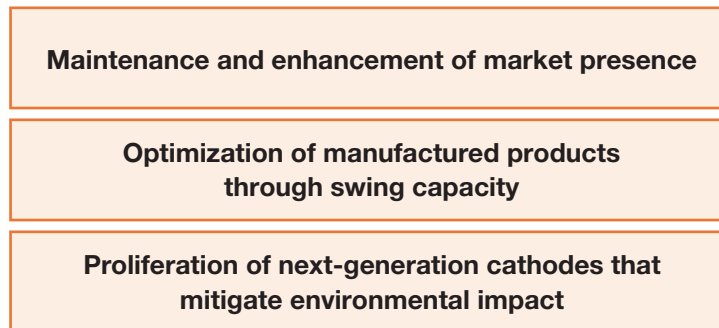 Maintenance and enhancement of market presence
Optimization of manufactured products
through swing capacity
Proliferation of next-generation cathodes that
mitigate environmental impact